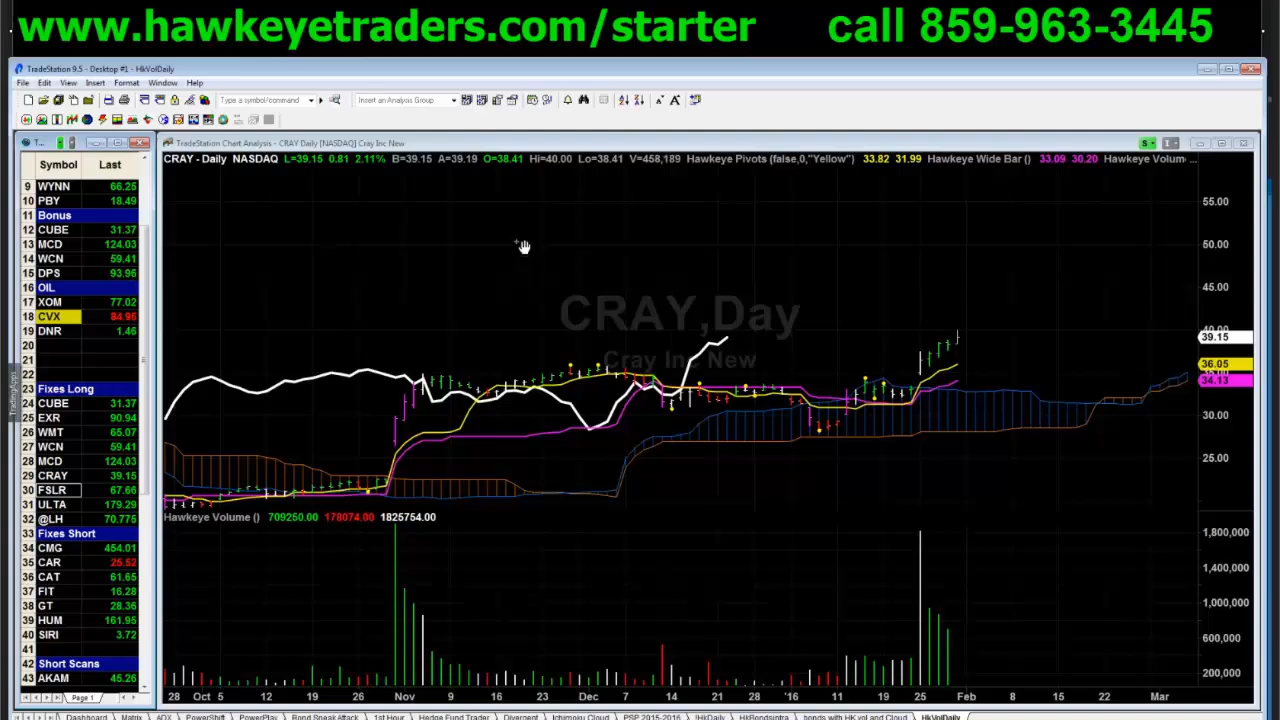 www.hawkeyetraders.com/starter call 859-963-3445
TradeStation 9.5 - Desktop #1 - HkVolDaily
File Edit View Insert Format Window Help
Type a symbol/command Insert an Analysis Group
T... TradeStation Chart Analysis - CRAY Daily [NASDAQ] Cray Inc New
Symbol Last
CRAY - Daily NASDAQ L=39.15 0.81 2.11% B=39.15 A=39.19 O=38.41 Hi=40.00 Lo=38.41 V=458,189 Hawkeye Pivots (false,0,"Yellow") 33.82 31.99 Hawkeye Wide Bar () 33.09 30.20 Hawkeye Volum ...
9 WYNN 66.25
10 PBY 18.49
11 Bonus
12 CUBE 31.37
13 MCD 124.03
14 WCN 59.41
15 DPS 93.96
16 OIL
17 XOM 77.02
18 CVX 84.96
19 DNR 1.46
20
21
22
23 Fixes Long
24 CUBE 31.37
25 EXR 90.94
26 WMT 65.07
27 WCN 59.41
28 MCD 124.03
29 CRAY 39.15
30 FSLR 67.66
31 ULTA 179.29
32 @LH 70.775
33 Fixes Short
34 CMG 454.01
35 CAR 25.52
36 CAT 61.65
37 FIT 16.28
38 GT 28.36
39 HUM 161.95
40 SIRI 3.72
41
42 Short Scans
43 AKAM 45.26
Page 1
TradingApps
CRAY,Day
Cray Inc New
55.00
50.00
45.00
40.00
39.15
36.05
34.13
30.00
25.00
Hawkeye Volume () 709250.00 178074.00 1825754.00
1,800,000
1,400,000
1,000,000
600,000
200,000
28 Oct 5 12 19 26 Nov 9 16 23 Dec 7 14 21 28 '16 11 19 25 Feb 8 15 22 Mar
Dashboard Matrix ADX PowerShift PowerPlay Bond Sneak Attack 1st Hour Hedge Fund Trader Divergent Ichimoku Cloud PSP 2015-2016 !HkDaily HkBondsintra bonds with HK vol and Cloud HkVolDaily